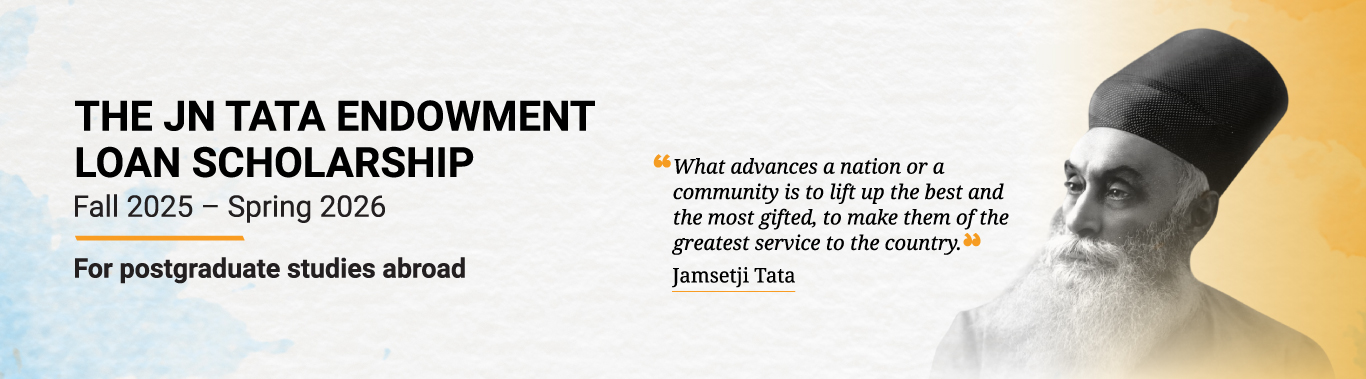 THE JN TATA ENDOWMENT
LOAN SCHOLARSHIP
Fall 2025 – Spring 2026
For postgraduate studies abroad
“What advances a nation or a
community is to lift up the best and
the most gifted, to make them of the
greatest service to the country.”
Jamsetji Tata